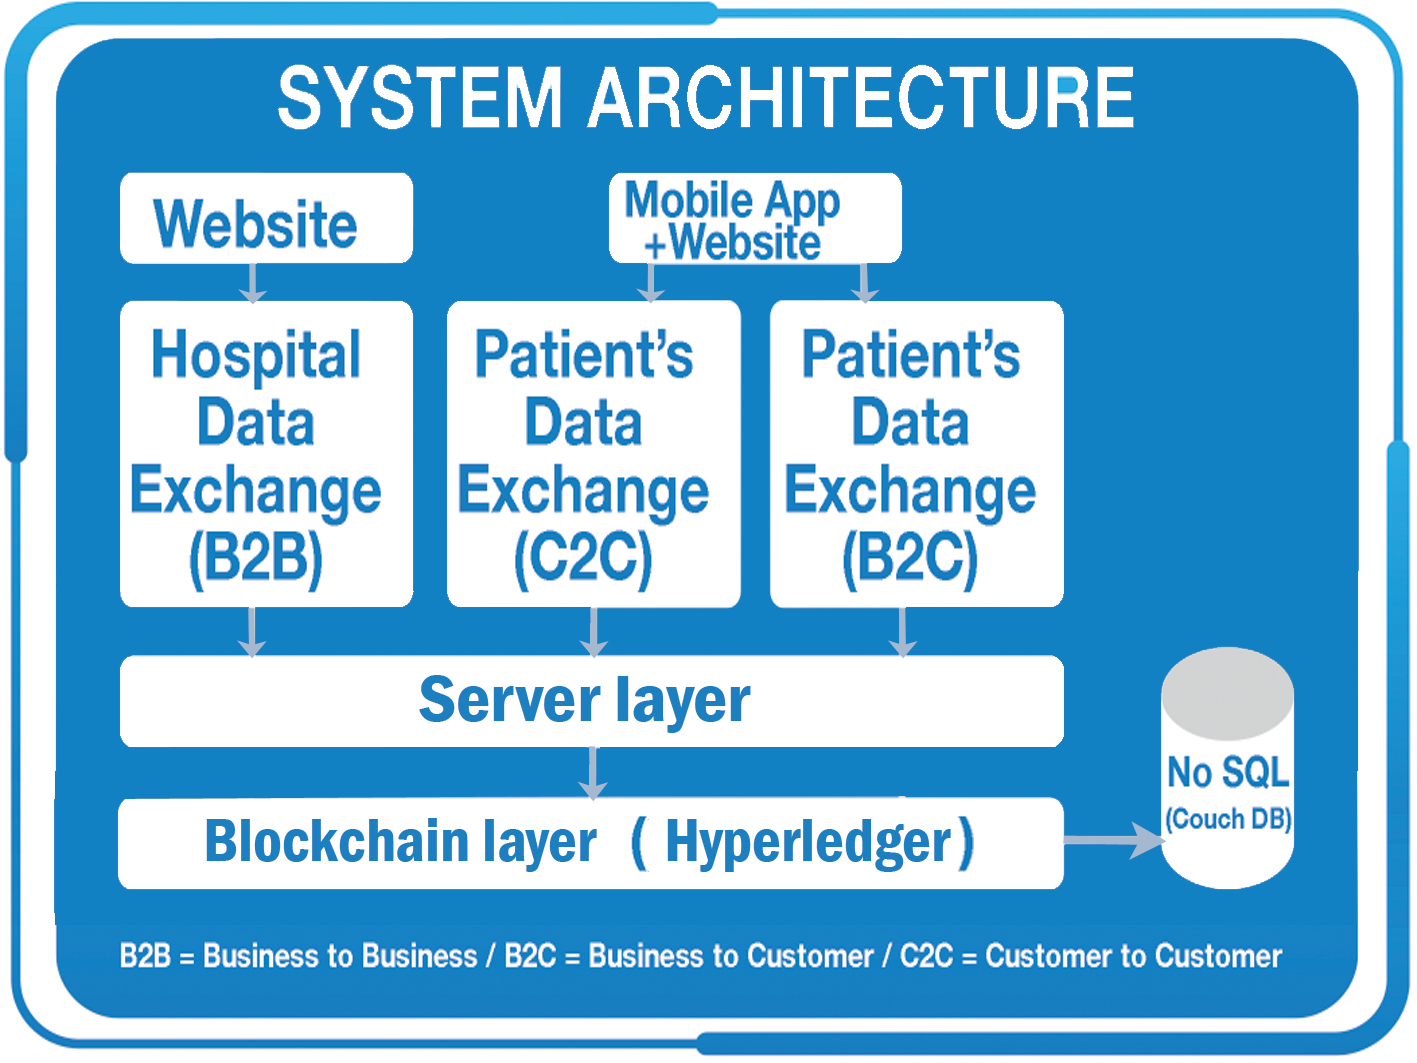 SYSTEM ARCHITECTURE
Website
Mobile App
+Website
Hospital
Data
Exchange
(B2B)
Patient's
Data
Exchange
(C2C)
Patient's
Data
Exchange
(B2C)
Server layer
Blockchain layer ( Hyperledger)
No SQL
(Couch DB)
B2B = Business to Business / B2C = Business to Customer / C2C = Customer to Customer